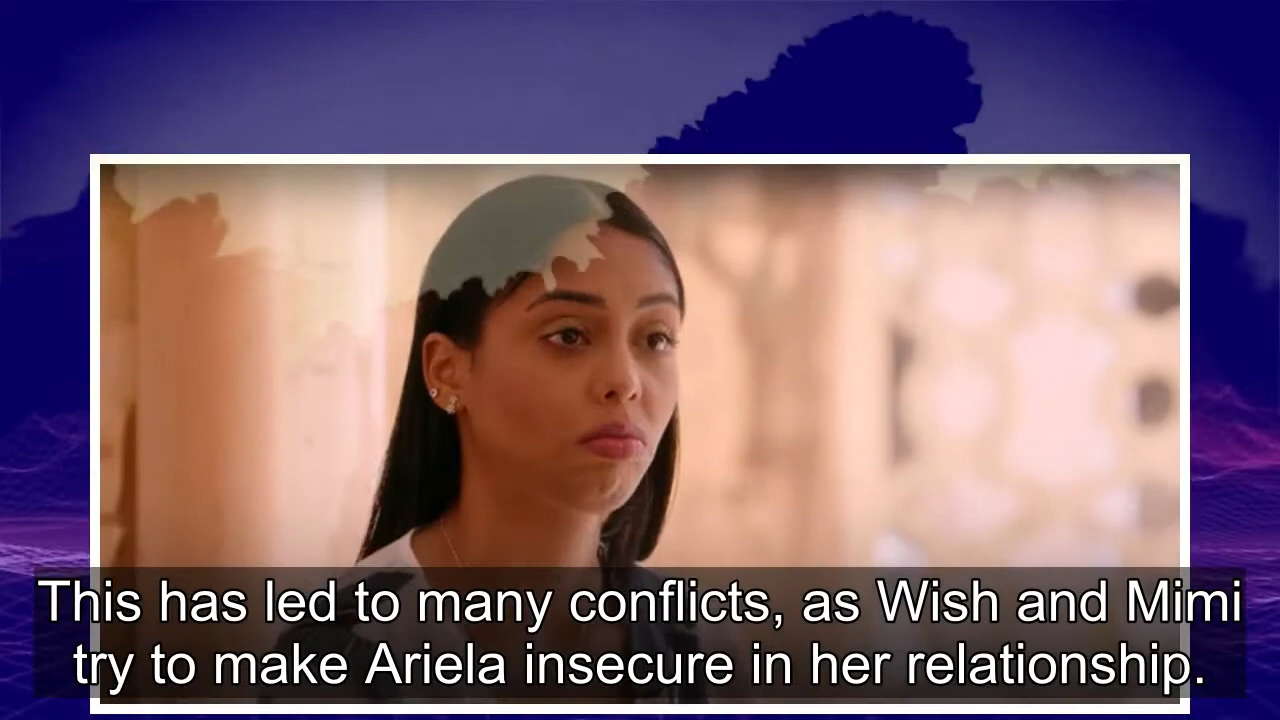 This has led to many conflicts, as Wish and Mimi
try to make Ariela insecure in her relationship.